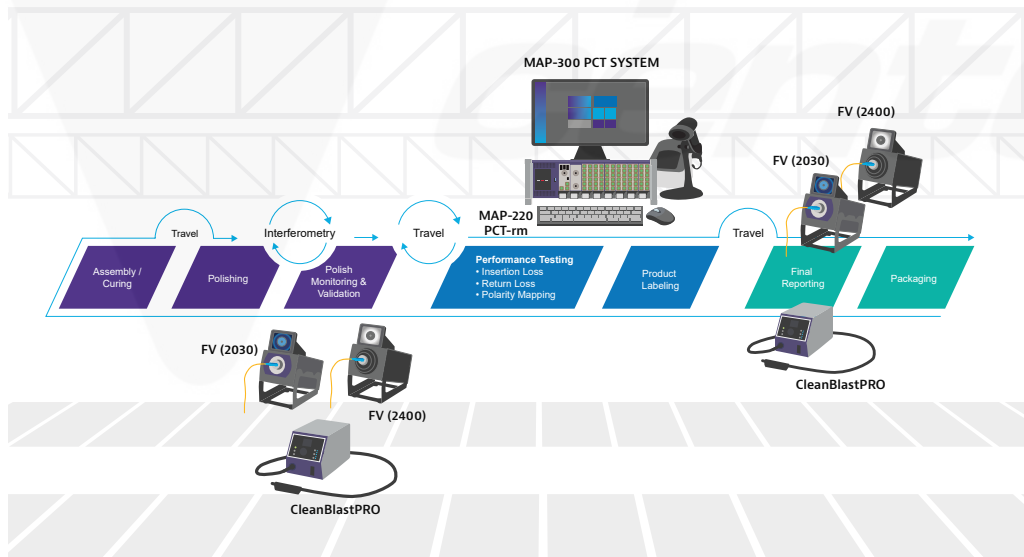 MAP-300 PCT SYSTEM
FV (2400)
FV (2030)
MAP-220
PCT-rm
Travel
Interferometry
Travel
Travel
Assembly /
Curing
Polishing
Polish
Monitoring
& Validation
Performance Testing
• Insertion Loss
• Return Loss
• Polarity Mapping
Product
Labeling
Final
Reporting
Packaging
FV (2030)
FV (2400)
CleanBlastPRO
CleanBlastPRO